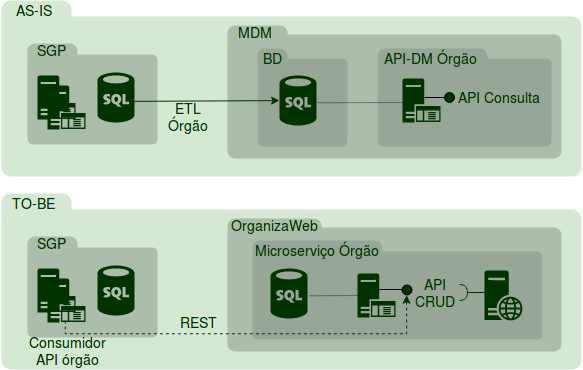 AS-IS
SGP
SQL
ETL
Órgão
MDM
BD
SQL
API-DM Órgão
API Consulta
TO-BE
SGP
SQL
Consumidor
API órgão
REST
OrganizaWeb
Microserviço Órgão
SQL
API
CRUD